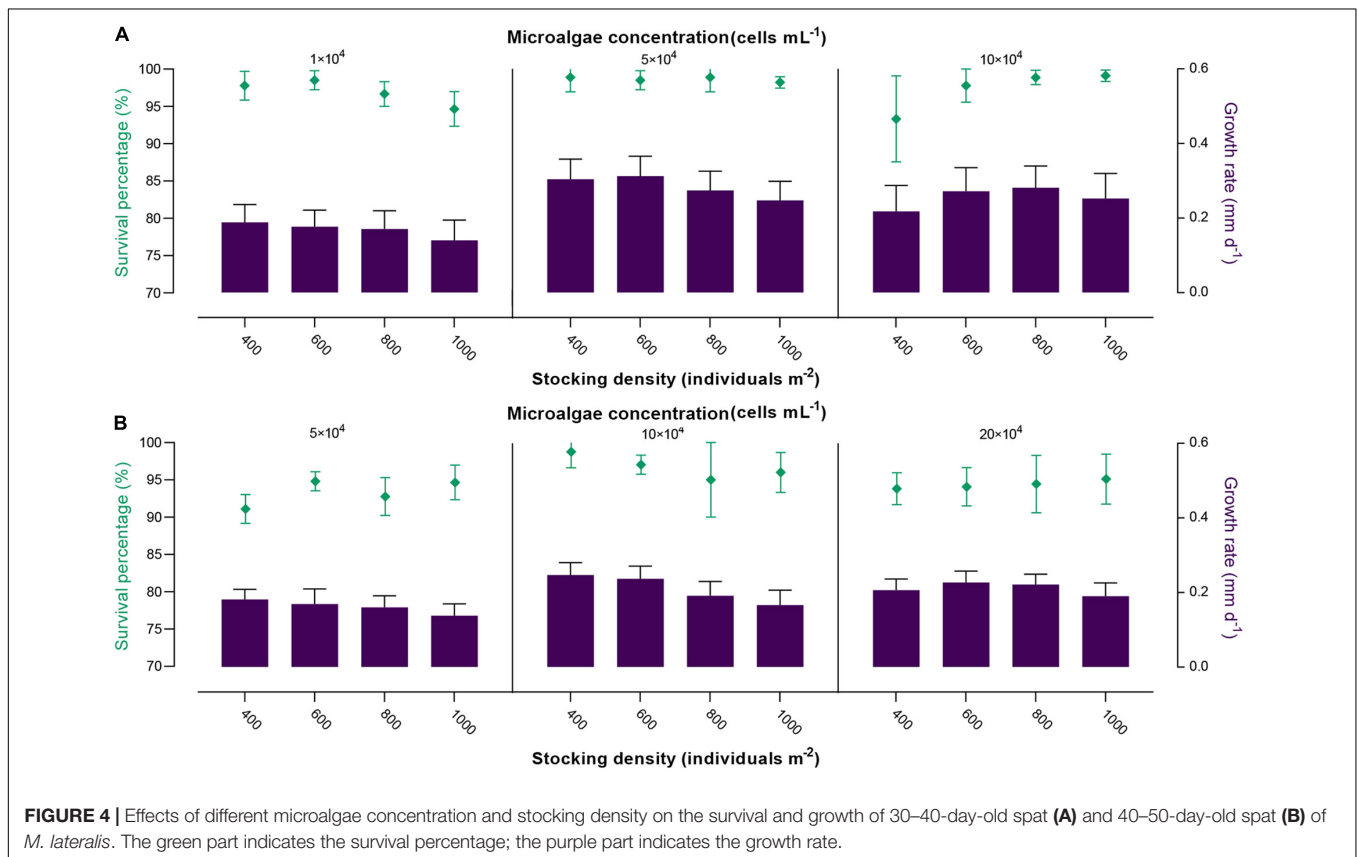 A
Microalgae concentration(cells mL⁻¹)
1×10⁴ 5×10⁴ 10×10⁴
Survival percentage (%)
100
95
90
85
80
75
70
0.6
0.4
0.2
0.0
Growth rate (mm d⁻¹)
400 600 800 1000 400 600 800 1000 400 600 800 1000
Stocking density (individuals m⁻²)
B
Microalgae concentration(cells mL⁻¹)
5×10⁴ 10×10⁴ 20×10⁴
Survival percentage (%)
100
95
90
85
80
75
70
0.6
0.4
0.2
0.0
Growth rate (mm d⁻¹)
400 600 800 1000 400 600 800 1000 400 600 800 1000
Stocking density (individuals m⁻²)
FIGURE 4 | Effects of different microalgae concentration and stocking density on the survival and growth of 30–40-day-old spat (A) and 40–50-day-old spat (B) of
M. lateralis. The green part indicates the survival percentage; the purple part indicates the growth rate.